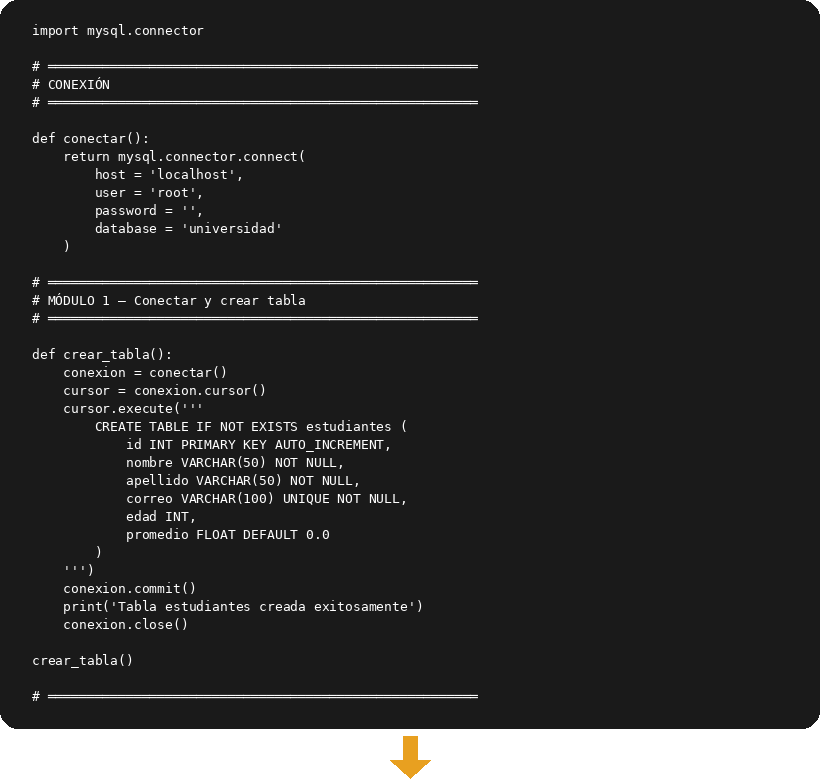 import mysql.connector
# ═══════════════════════════════════════════════════════
# CONEXIÓN
# ═══════════════════════════════════════════════════════
def conectar():
    return mysql.connector.connect(
        host = 'localhost',
        user = 'root',
        password = '',
        database = 'universidad'
    )
# ═══════════════════════════════════════════════════════
# MÓDULO 1 — Conectar y crear tabla
# ═══════════════════════════════════════════════════════
def crear_tabla():
    conexion = conectar()
    cursor = conexion.cursor()
    cursor.execute('''
        CREATE TABLE IF NOT EXISTS estudiantes (
            id INT PRIMARY KEY AUTO_INCREMENT,
            nombre VARCHAR(50) NOT NULL,
            apellido VARCHAR(50) NOT NULL,
            correo VARCHAR(100) UNIQUE NOT NULL,
            edad INT,
            promedio FLOAT DEFAULT 0.0
        )
    ''')
    conexion.commit()
    print('Tabla estudiantes creada exitosamente')
    conexion.close()
crear_tabla()
# ═══════════════════════════════════════════════════════